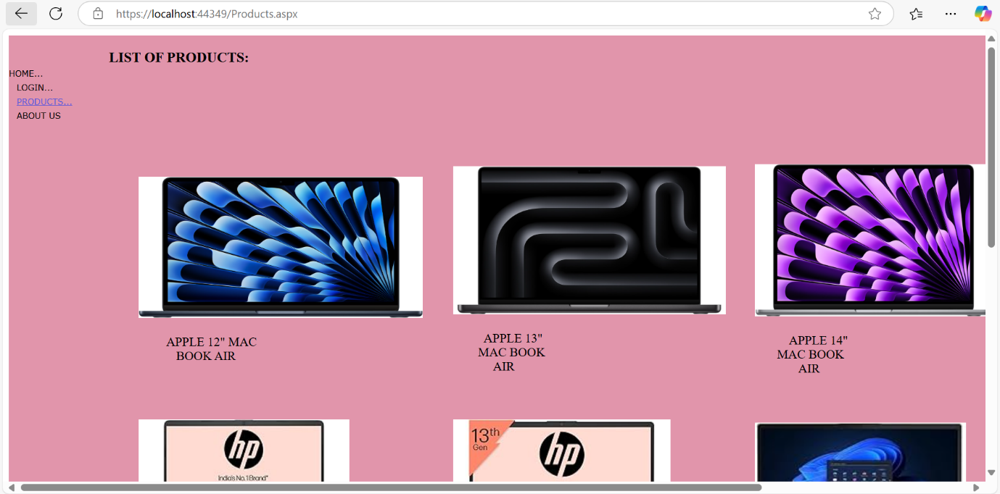 https://localhost:44349/Products.aspx
LIST OF PRODUCTS:
HOME...
LOGIN...
PRODUCTS...
ABOUT US
APPLE 12" MAC
BOOK AIR
APPLE 13"
MAC BOOK
AIR
APPLE 14"
MAC BOOK
AIR
hp
India's No.1 Brand*
13th
Gen
hp